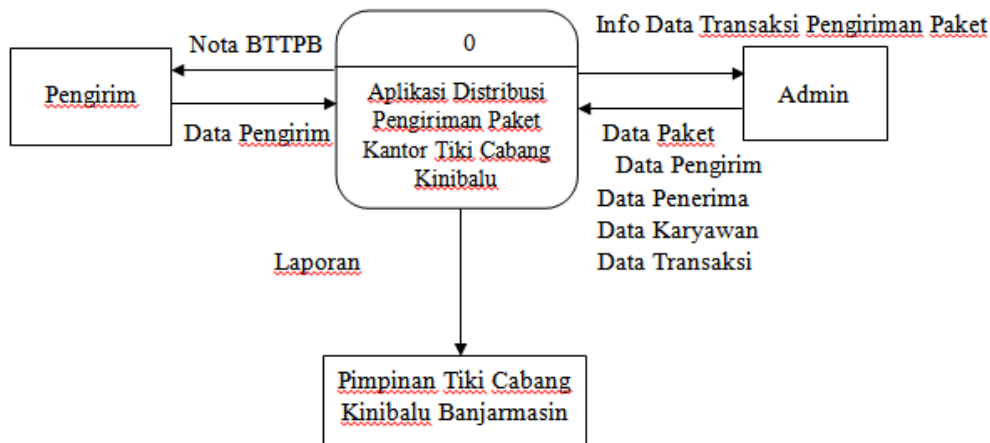 Info Data Transaksi Pengiriman Paket
Nota BTTPB
0
Pengirim
Aplikasi Distribusi
Pengiriman Paket
Kantor Tiki Cabang
Kinibalu
Admin
Data Pengirim
Data Paket
Data Pengirim
Data Penerima
Data Karyawan
Data Transaksi
Laporan
Pimpinan Tiki Cabang
Kinibalu Banjarmasin